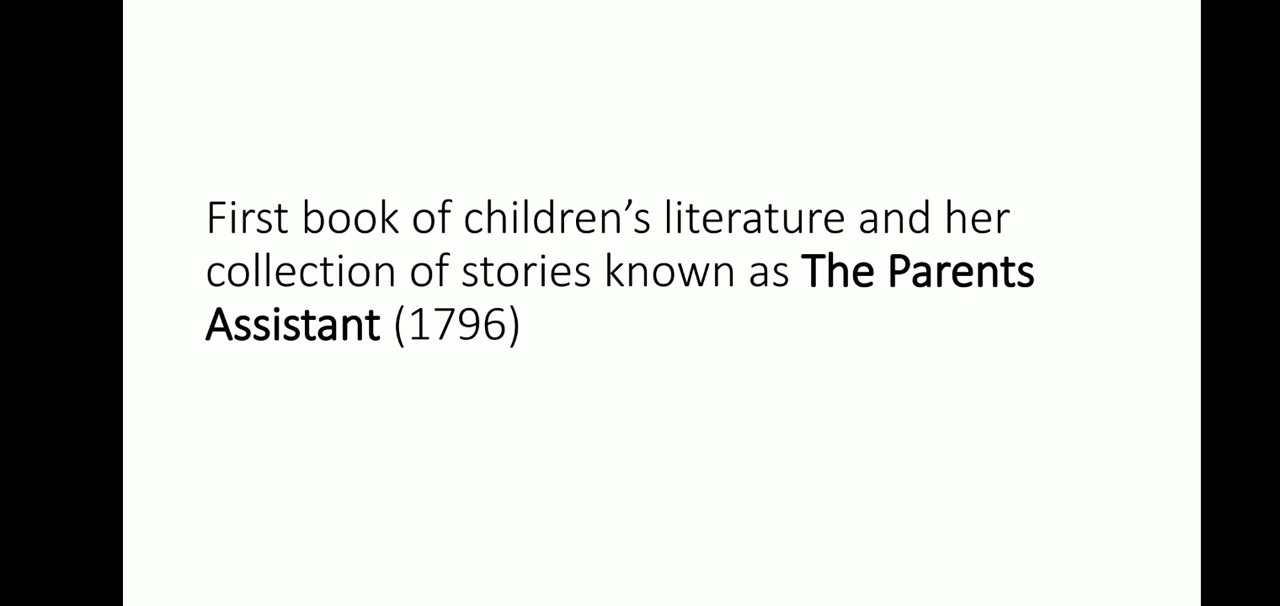 First book of children’s literature and her
collection of stories known as The Parents
Assistant (1796)